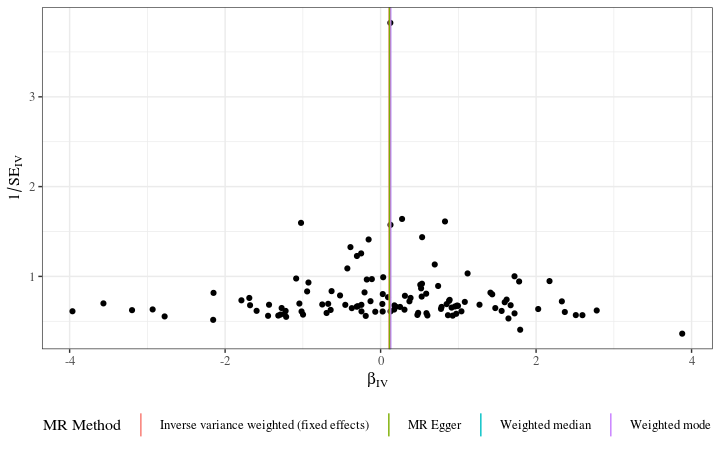 3
2
1
1/SE_IV
-4
-2
0
2
4
β_IV
MR Method
Inverse variance weighted (fixed effects)
MR Egger
Weighted median
Weighted mode